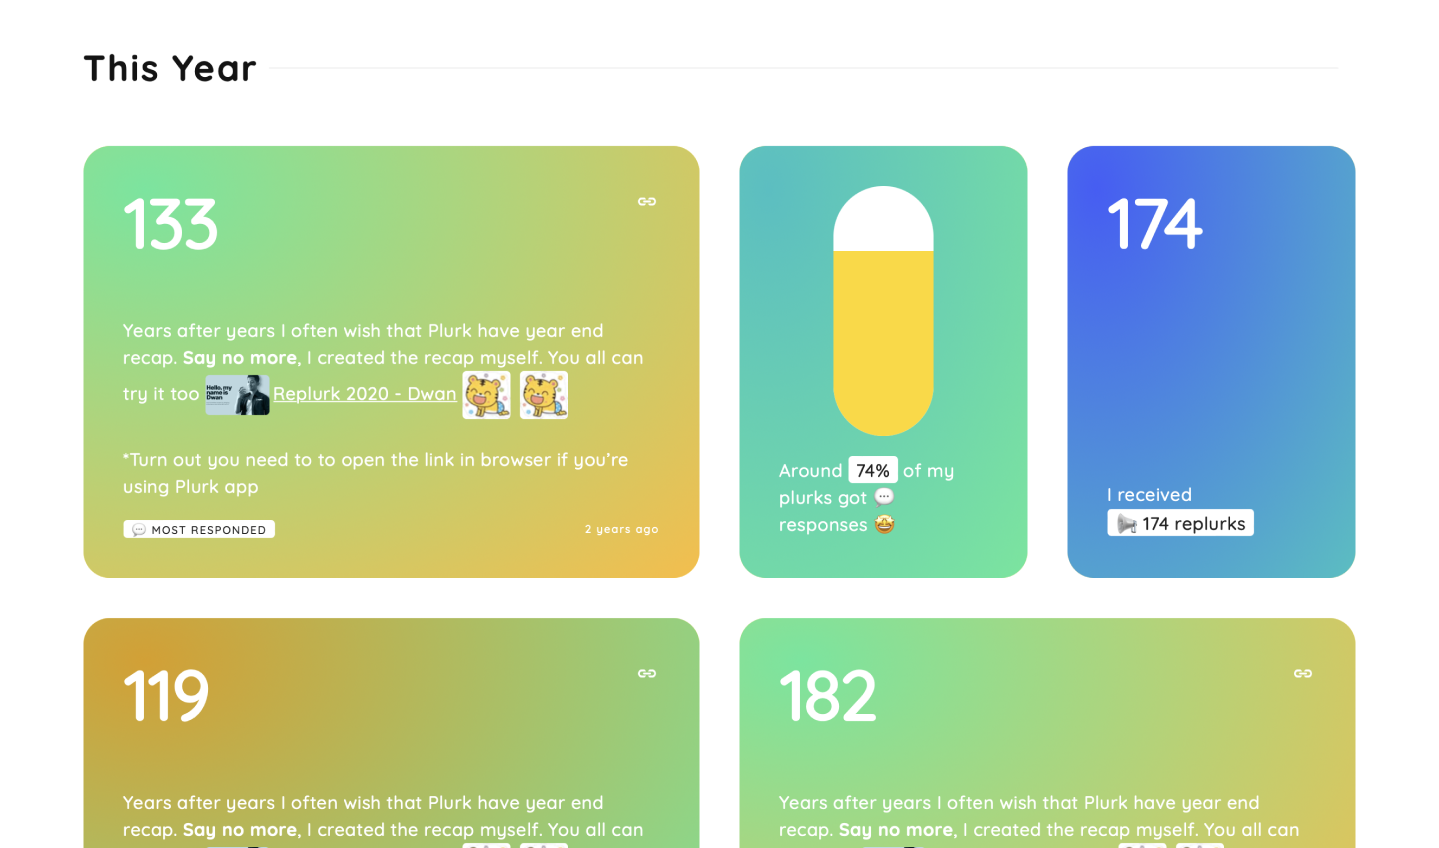 This Year
133
Years after years I often wish that Plurk have year end
recap. Say no more, I created the recap myself. You all can
try it too Hello, my name is Dwan Replurk 2020 - Dwan
*Turn out you need to to open the link in browser if you’re
using Plurk app
MOST RESPONDED
2 years ago
Around 74% of my
plurks got
responses
174
I received
174 replurks
119
Years after years I often wish that Plurk have year end
recap. Say no more, I created the recap myself. You all can
182
Years after years I often wish that Plurk have year end
recap. Say no more, I created the recap myself. You all can